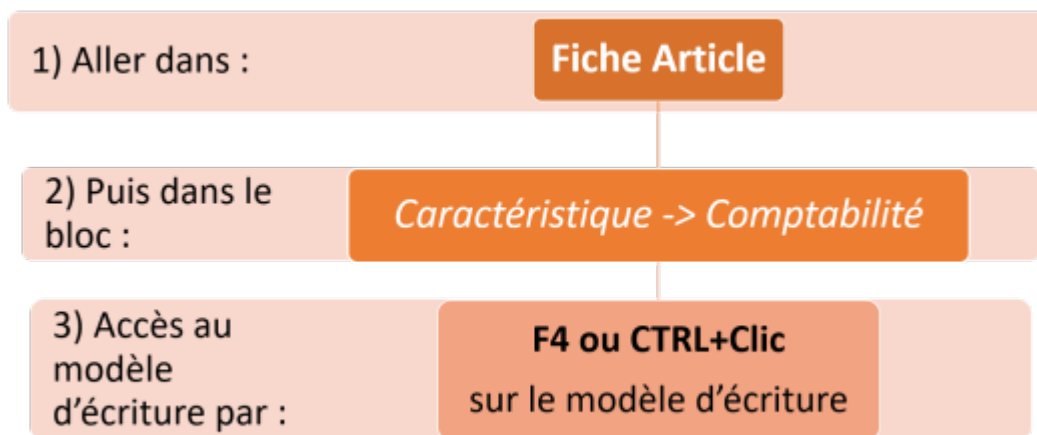 1) Aller dans :
Fiche Article
2) Puis dans le
bloc :
Caractéristique -> Comptabilité
3) Accès au
modèle
d’écriture par :
F4 ou CTRL+Clic
sur le modèle d’écriture